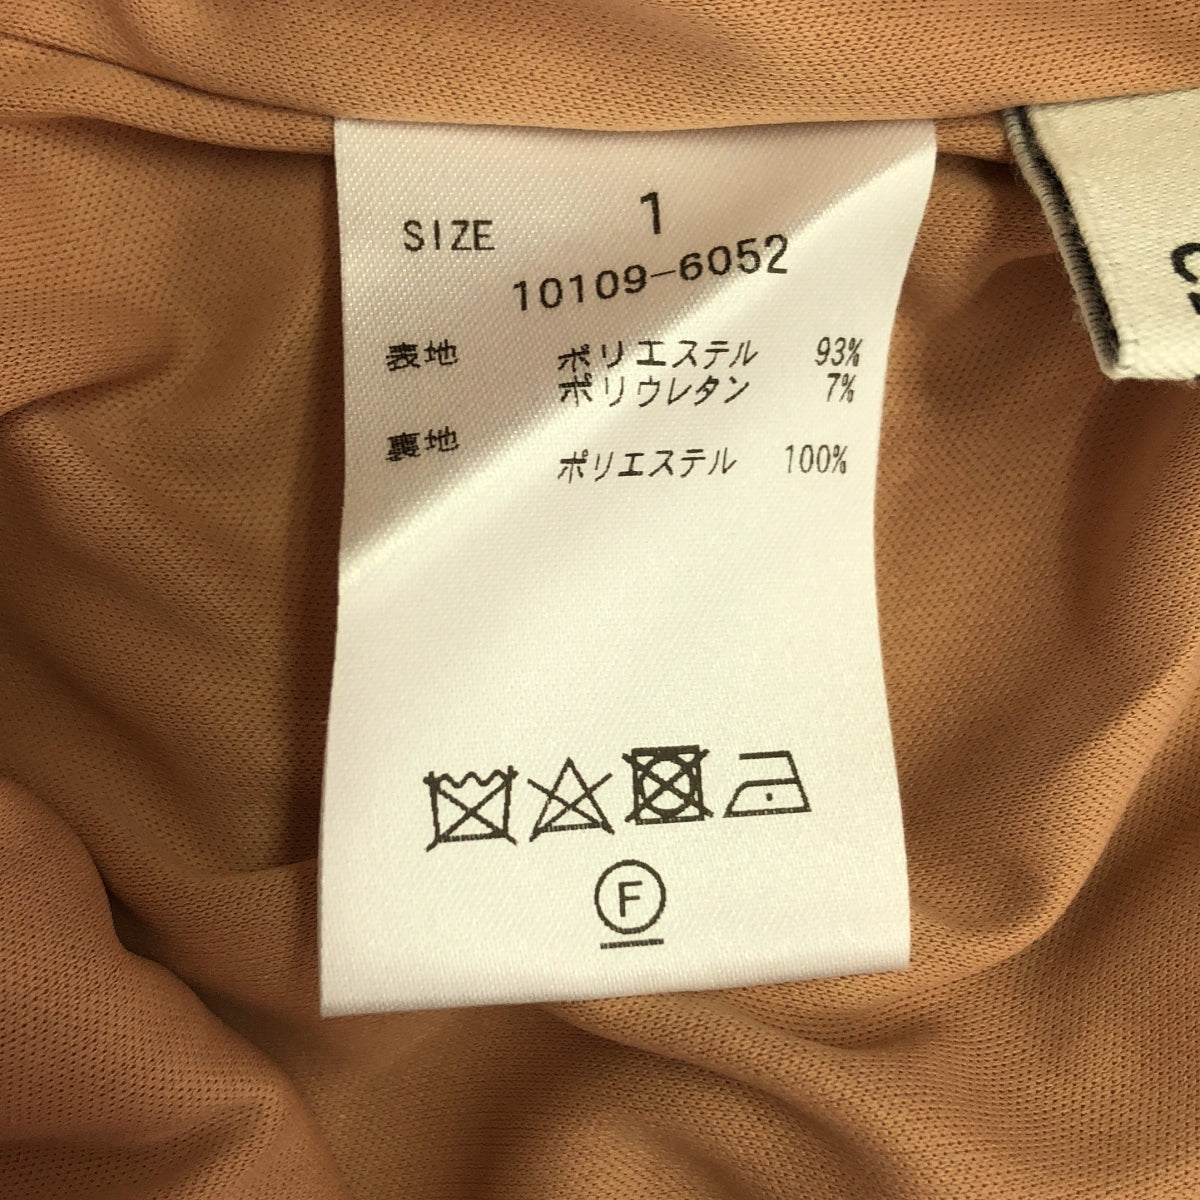 SIZE 1
10109-6052
表地 ポリエステル 93%
ポリウレタン 7%
裏地 ポリエステル 100%
F